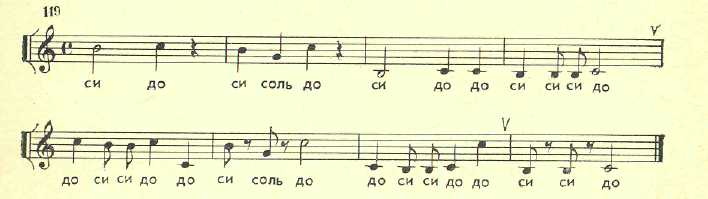 119
си до си соль до си до до си си си до
до си си до до си соль до до си си до до си си до